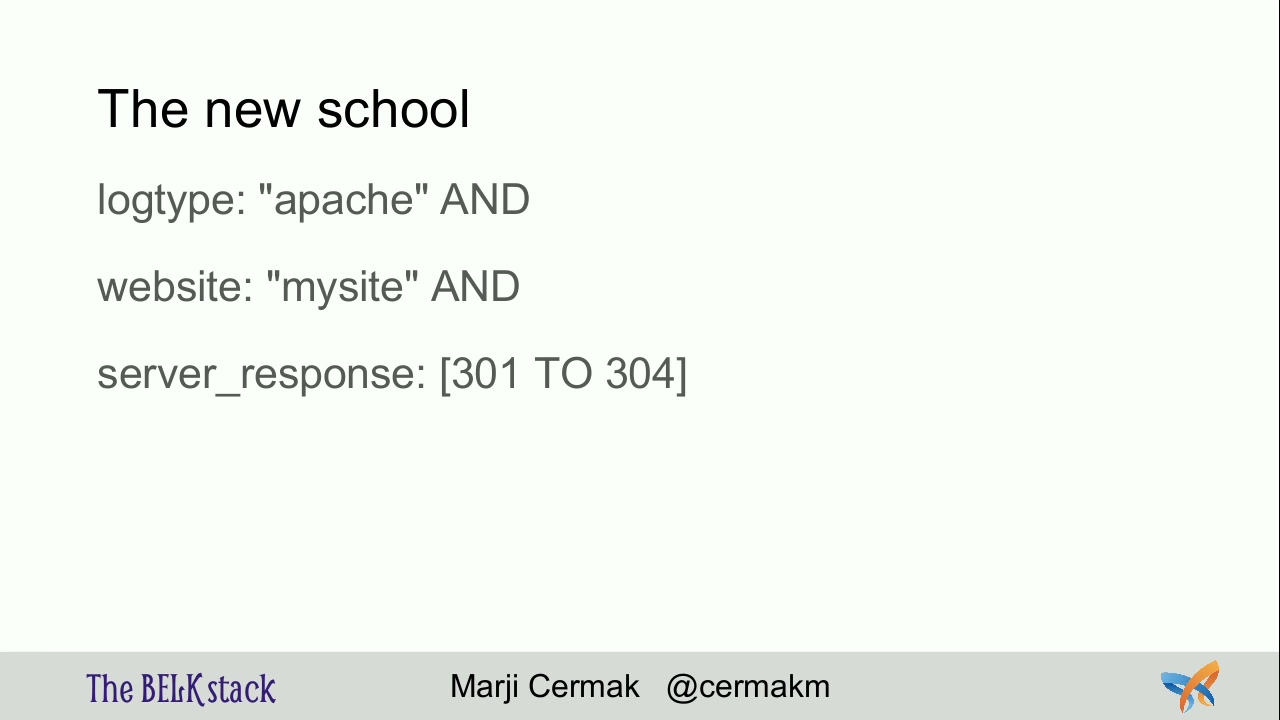 The new school
logtype: "apache" AND
website: "mysite" AND
server_response: [301 TO 304]
The BELK stack
Marji Cermak @cermakm